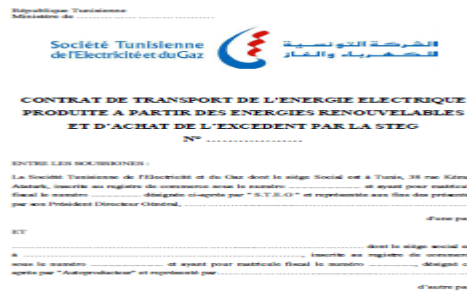 République Tunisienne
Ministère de ........................................
Société Tunisienne
de l'Electricité et du Gaz
الشركة التونسية
للكهرباء والغاز
CONTRAT DE TRANSPORT DE L'ENERGIE ELECTRIQUE
PRODUITE A PARTIR DES ENERGIES RENOUVELABLES
ET D'ACHAT DE L'EXCEDENT PAR LA STEG
N° ..................
ENTRE LES SOUSSIGNES :
La Société Tunisienne de l'Electricité et du Gaz dont le siège Social est à Tunis, 38 rue Kéma
Ataturk, inscrite au registre de commerce sous le numéro .................. et ayant pour matricul
fiscal le numéro ............. désignée ci-après par "S.T.E.G" et représentée aux fins des présente
par son Président Directeur Général, ........................................
d'une pa
ET
........................................ dont le siège social es
à ........................................, inscrite au registre de commerc
sous le numéro .................. et ayant pour matricule fiscal le numéro ............, désigné c
après par "Autoproducteur" et représenté par ........................................
d'autre pa